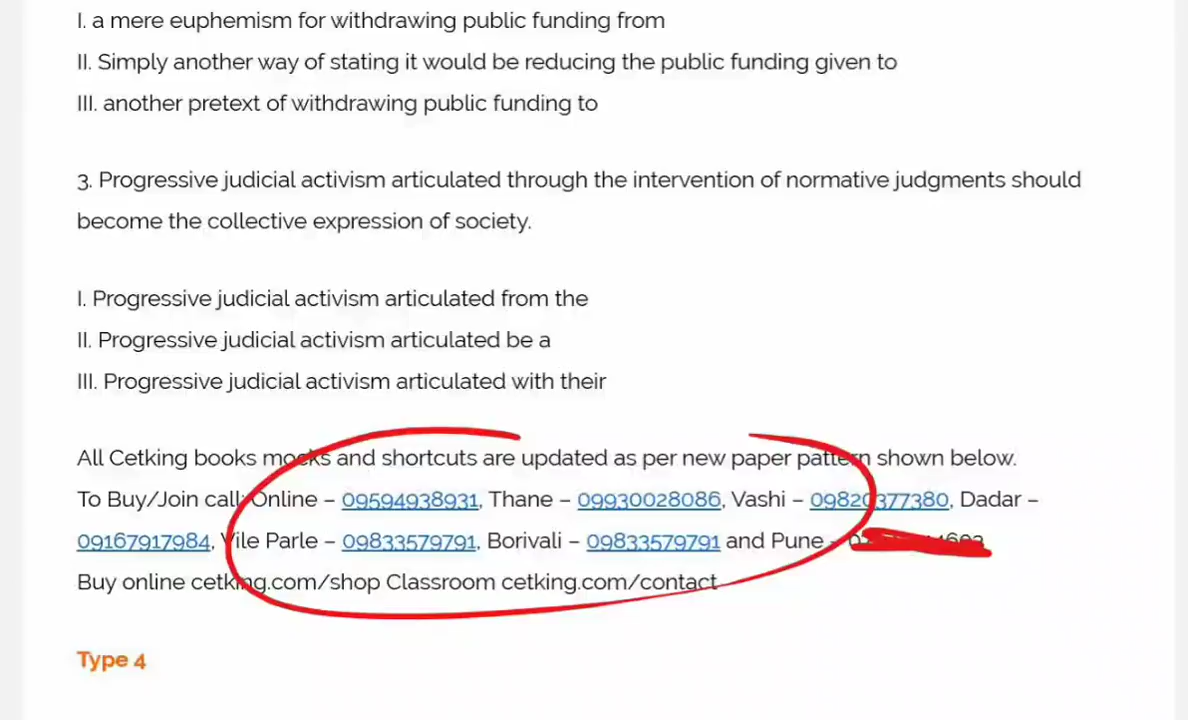 I. a mere euphemism for withdrawing public funding from
II. Simply another way of stating it would be reducing the public funding given to
III. another pretext of withdrawing public funding to
3. Progressive judicial activism articulated through the intervention of normative judgments should
become the collective expression of society.
I. Progressive judicial activism articulated from the
II. Progressive judicial activism articulated be a
III. Progressive judicial activism articulated with their
All Cetking books mocks and shortcuts are updated as per new paper pattern shown below.
To Buy/Join call: Online – 09594938931, Thane – 09930028086, Vashi – 09820377380, Dadar –
09167917984, Vile Parle – 09833579791, Borivali – 09833579791 and Pune –
Buy online cetking.com/shop Classroom cetking.com/contact
Type 4